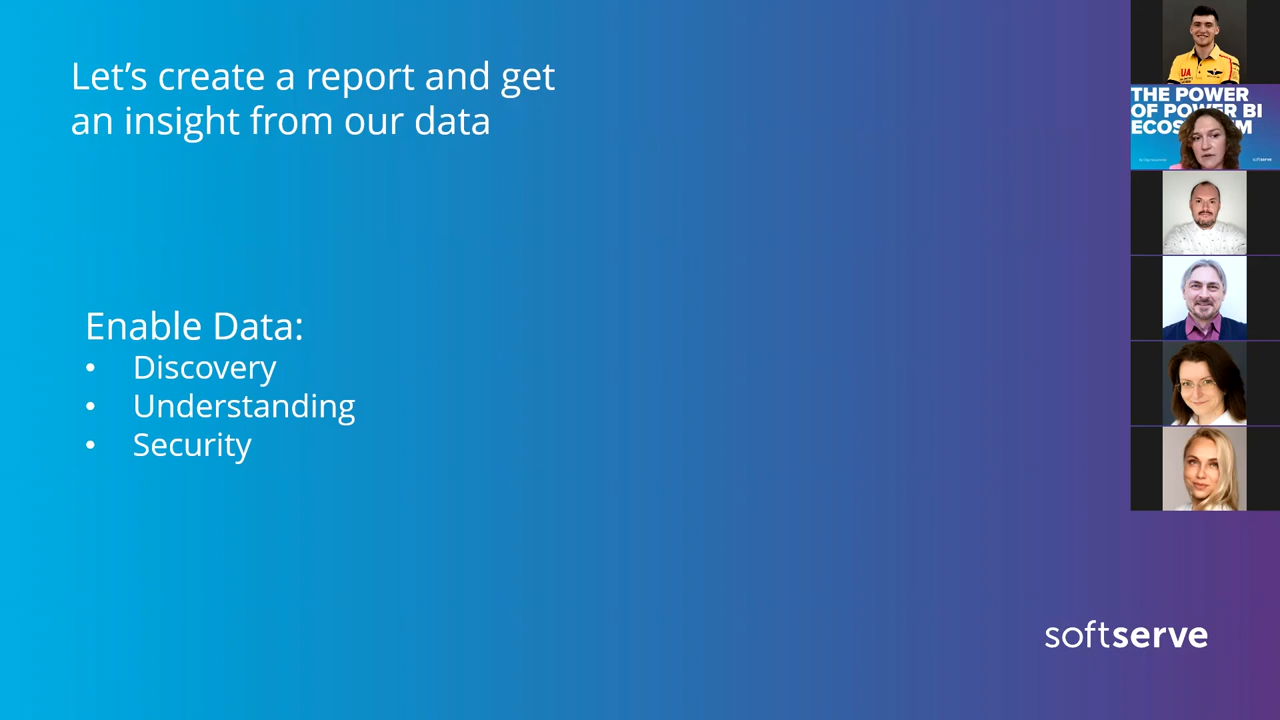 Let’s create a report and get
an insight from our data
Enable Data:
• Discovery
• Understanding
• Security
softserve
UA
THE POWER
OF POWER BI
softserve